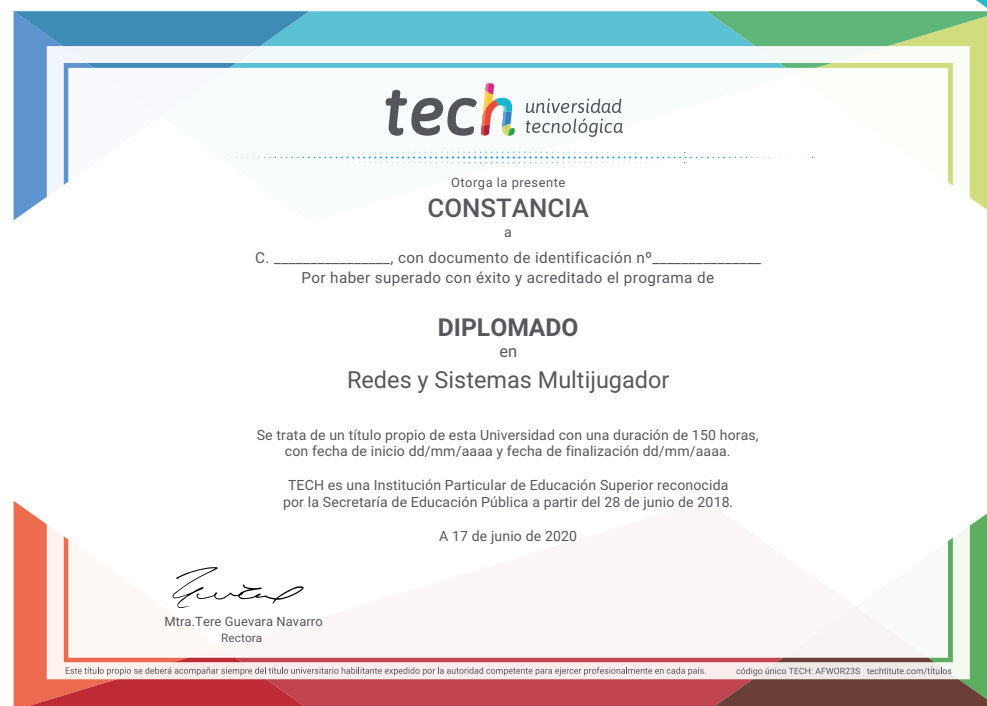 tech universidad
tecnológica
Otorga la presente
CONSTANCIA
a
C. ________________, con documento de identificación nº_______________
Por haber superado con éxito y acreditado el programa de
DIPLOMADO
en
Redes y Sistemas Multijugador
Se trata de un título propio de esta Universidad con una duración de 150 horas,
con fecha de inicio dd/mm/aaaa y fecha de finalización dd/mm/aaaa.
TECH es una Institución Particular de Educación Superior reconocida
por la Secretaría de Educación Pública a partir del 28 de junio de 2018.
A 17 de junio de 2020
Mtra.Tere Guevara Navarro
Rectora
Este título propio se deberá acompañar siempre del título universitario habilitante expedido por la autoridad competente para ejercer profesionalmente en cada país. código único TECH: AFWOR23S techtitute.com/titulos